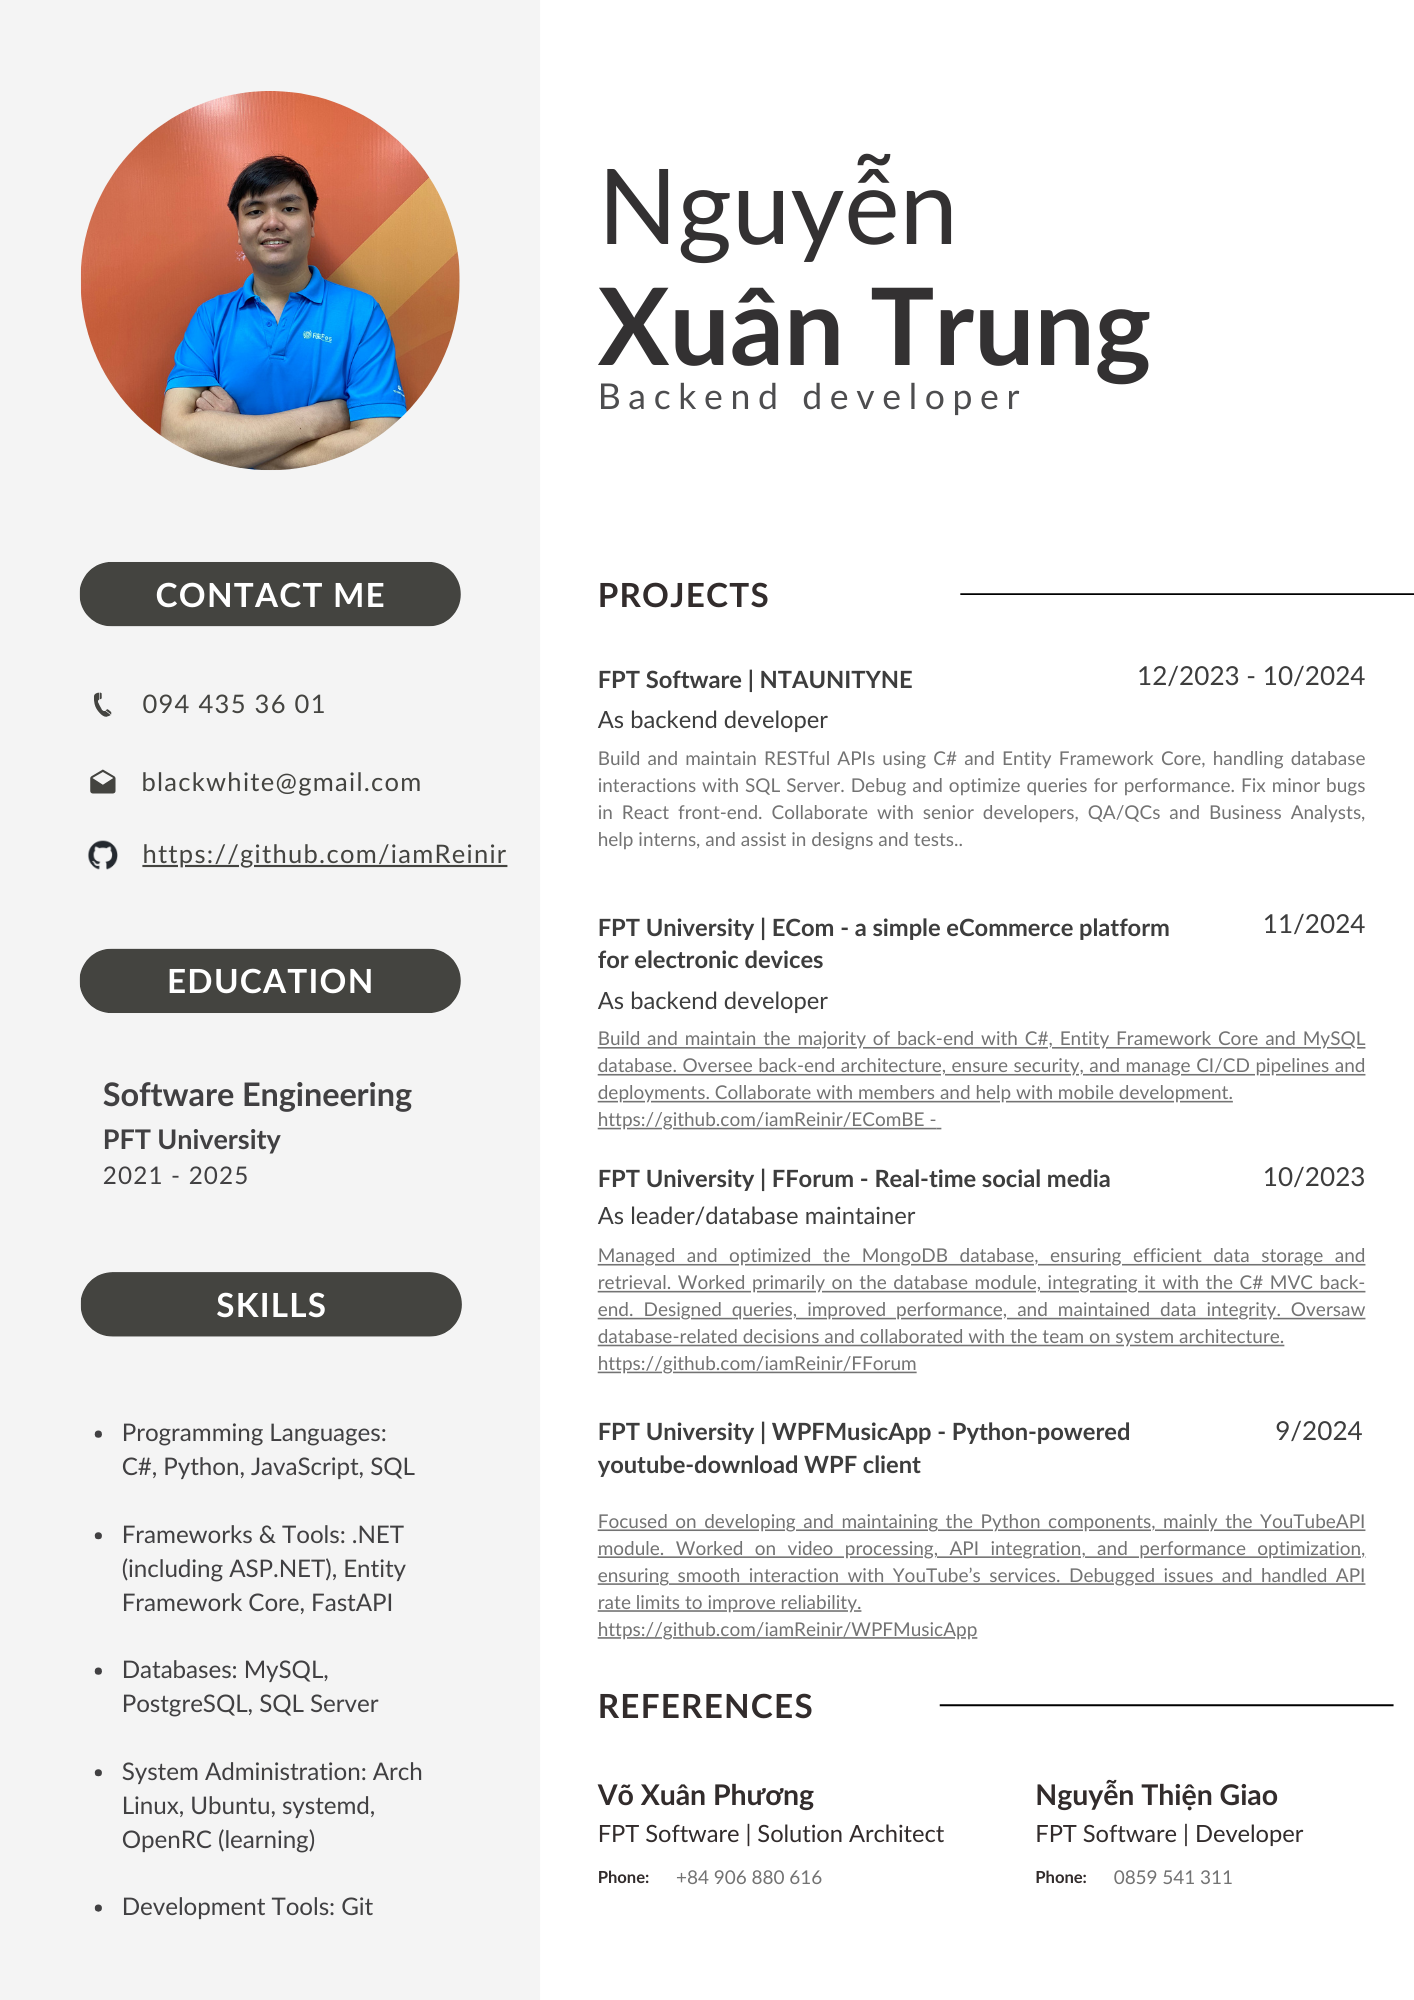 Nguyễn
Xuân Trung
Backend developer
CONTACT ME
094 435 36 01
blackwhite@gmail.com
https://github.com/iamReinir
EDUCATION
Software Engineering
PFT University
2021 - 2025
SKILLS
• Programming Languages:
C#, Python, JavaScript, SQL
• Frameworks & Tools: .NET
(including ASP.NET), Entity
Framework Core, FastAPI
• Databases: MySQL,
PostgreSQL, SQL Server
• System Administration: Arch
Linux, Ubuntu, systemd,
OpenRC (learning)
• Development Tools: Git
PROJECTS
FPT Software | NTAUNITYNE 12/2023 - 10/2024
As backend developer
Build and maintain RESTful APIs using C# and Entity Framework Core, handling database
interactions with SQL Server. Debug and optimize queries for performance. Fix minor bugs
in React front-end. Collaborate with senior developers, QA/QCs and Business Analysts,
help interns, and assist in designs and tests..
FPT University | ECom - a simple eCommerce platform 11/2024
for electronic devices
As backend developer
Build and maintain the majority of back-end with C#, Entity Framework Core and MySQL
database. Oversee back-end architecture, ensure security, and manage CI/CD pipelines and
deployments. Collaborate with members and help with mobile development.
https://github.com/iamReinir/EComBE -
FPT University | FForum - Real-time social media 10/2023
As leader/database maintainer
Managed and optimized the MongoDB database, ensuring efficient data storage and
retrieval. Worked primarily on the database module, integrating it with the C# MVC back-
end. Designed queries, improved performance, and maintained data integrity. Oversaw
database-related decisions and collaborated with the team on system architecture.
https://github.com/iamReinir/FForum
FPT University | WPFMusicApp - Python-powered 9/2024
youtube-download WPF client
Focused on developing and maintaining the Python components, mainly the YouTubeAPI
module. Worked on video processing, API integration, and performance optimization,
ensuring smooth interaction with YouTube’s services. Debugged issues and handled API
rate limits to improve reliability.
https://github.com/iamReinir/WPFMusicApp
REFERENCES
Võ Xuân Phương
FPT Software | Solution Architect
Phone: +84 906 880 616
Nguyễn Thiện Giao
FPT Software | Developer
Phone: 0859 541 311